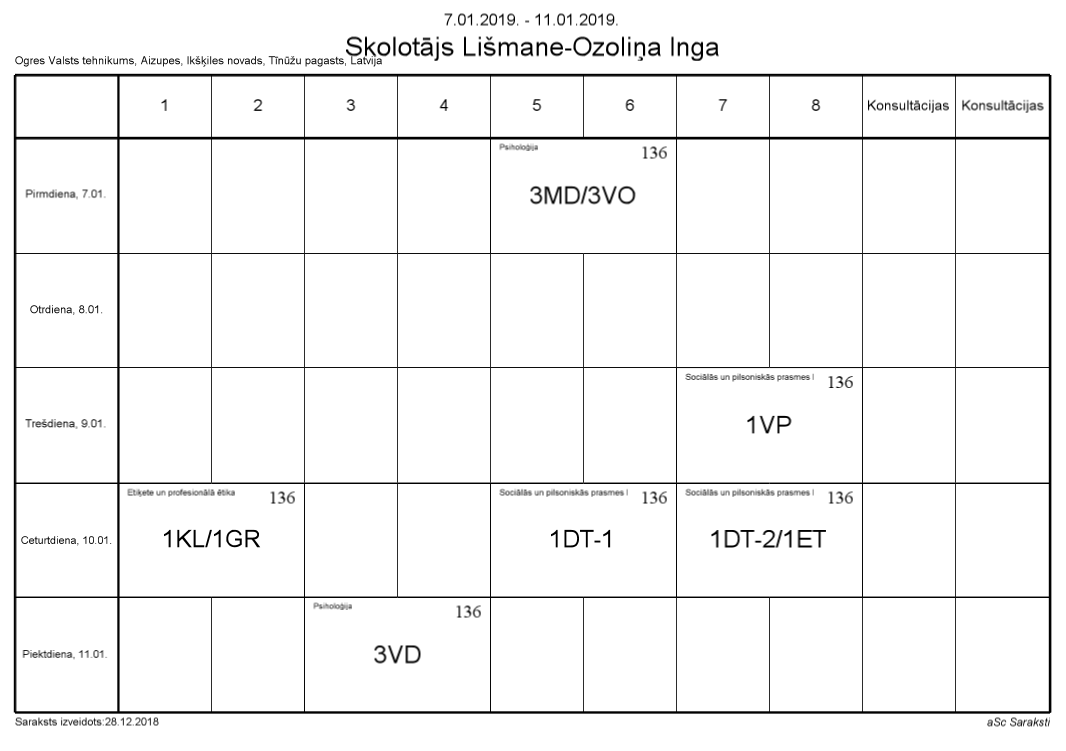 7.01.2019. - 11.01.2019.
Skolotājs Lišmane-Ozoliņa Inga
Ogres Valsts tehnikums, Aizupes, Ikšķiles novads, Tīnūžu pagasts, Latvija
1 2 3 4 5 6 7 8 Konsultācijas Konsultācijas
Pirmdiena, 7.01.
Psiholoģija 136
3MD/3VO
Otrdiena, 8.01.
Trešdiena, 9.01.
Sociālās un pilsoniskās prasmes I 136
1VP
Ceturtdiena, 10.01.
Etiķete un profesionālā ētika 136
1KL/1GR
Sociālās un pilsoniskās prasmes I 136
1DT-1
Sociālās un pilsoniskās prasmes I 136
1DT-2/1ET
Piektdiena, 11.01.
Psiholoģija 136
3VD
Saraksts izveidots:28.12.2018
aSc Saraksti